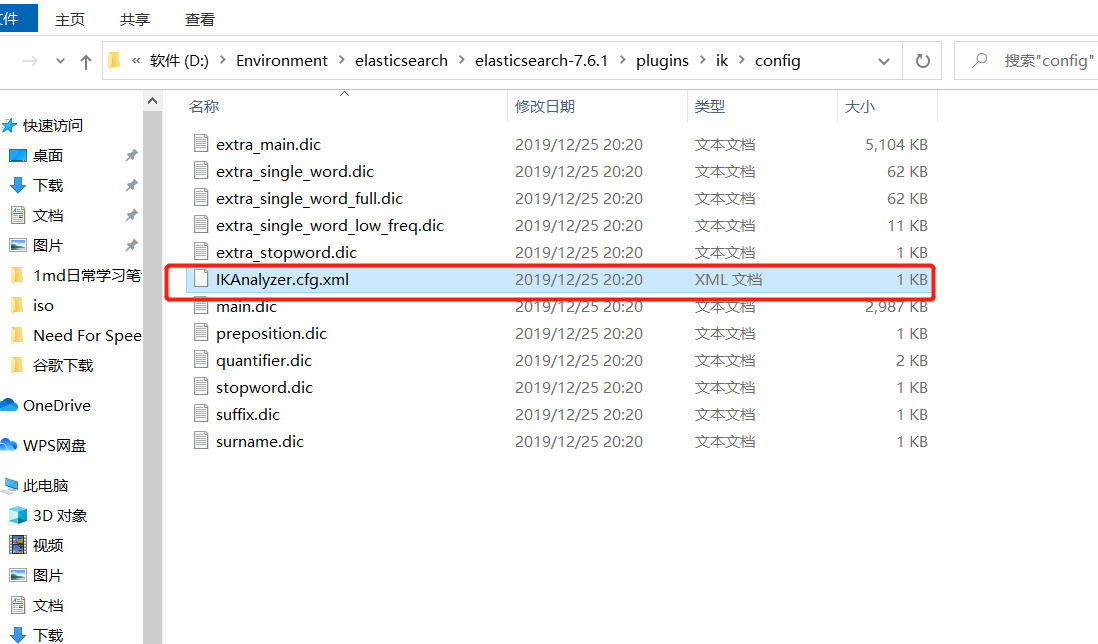 文件 主页 共享 查看
« 软件 (D:) > Environment > elasticsearch > elasticsearch-7.6.1 > plugins > ik > config 搜索"config"
名称 修改日期 类型 大小
快速访问
桌面
下载
文档
图片
1md日常学习笔
iso
Need For Spee
谷歌下载
OneDrive
WPS网盘
此电脑
3D 对象
视频
图片
文档
下载
extra_main.dic 2019/12/25 20:20 文本文档 5,104 KB
extra_single_word.dic 2019/12/25 20:20 文本文档 62 KB
extra_single_word_full.dic 2019/12/25 20:20 文本文档 62 KB
extra_single_word_low_freq.dic 2019/12/25 20:20 文本文档 11 KB
extra_stopword.dic 2019/12/25 20:20 文本文档 1 KB
IKAnalyzer.cfg.xml 2019/12/25 20:20 XML 文档 1 KB
main.dic 2019/12/25 20:20 文本文档 2,987 KB
preposition.dic 2019/12/25 20:20 文本文档 1 KB
quantifier.dic 2019/12/25 20:20 文本文档 2 KB
stopword.dic 2019/12/25 20:20 文本文档 1 KB
suffix.dic 2019/12/25 20:20 文本文档 1 KB
surname.dic 2019/12/25 20:20 文本文档 1 KB